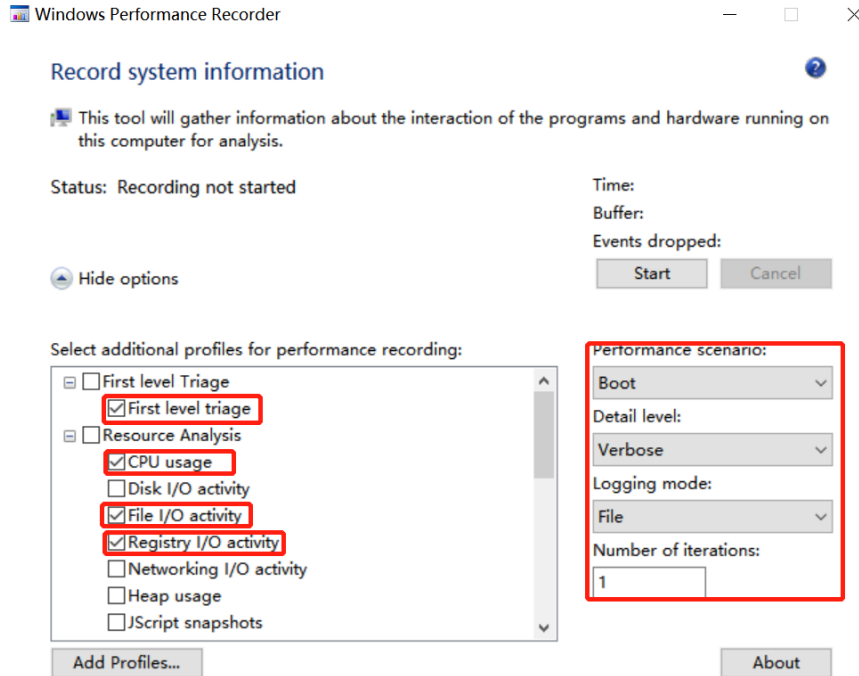 Windows Performance Recorder
Record system information
This tool will gather information about the interaction of the programs and hardware running on
this computer for analysis.
Status: Recording not started
Time:
Buffer:
Events dropped:
Start
Cancel
Hide options
Select additional profiles for performance recording:
First level Triage
First level triage
Resource Analysis
CPU usage
Disk I/O activity
File I/O activity
Registry I/O activity
Networking I/O activity
Heap usage
JScript snapshots
Add Profiles...
Performance scenario:
Boot
Detail level:
Verbose
Logging mode:
File
Number of iterations:
1
About